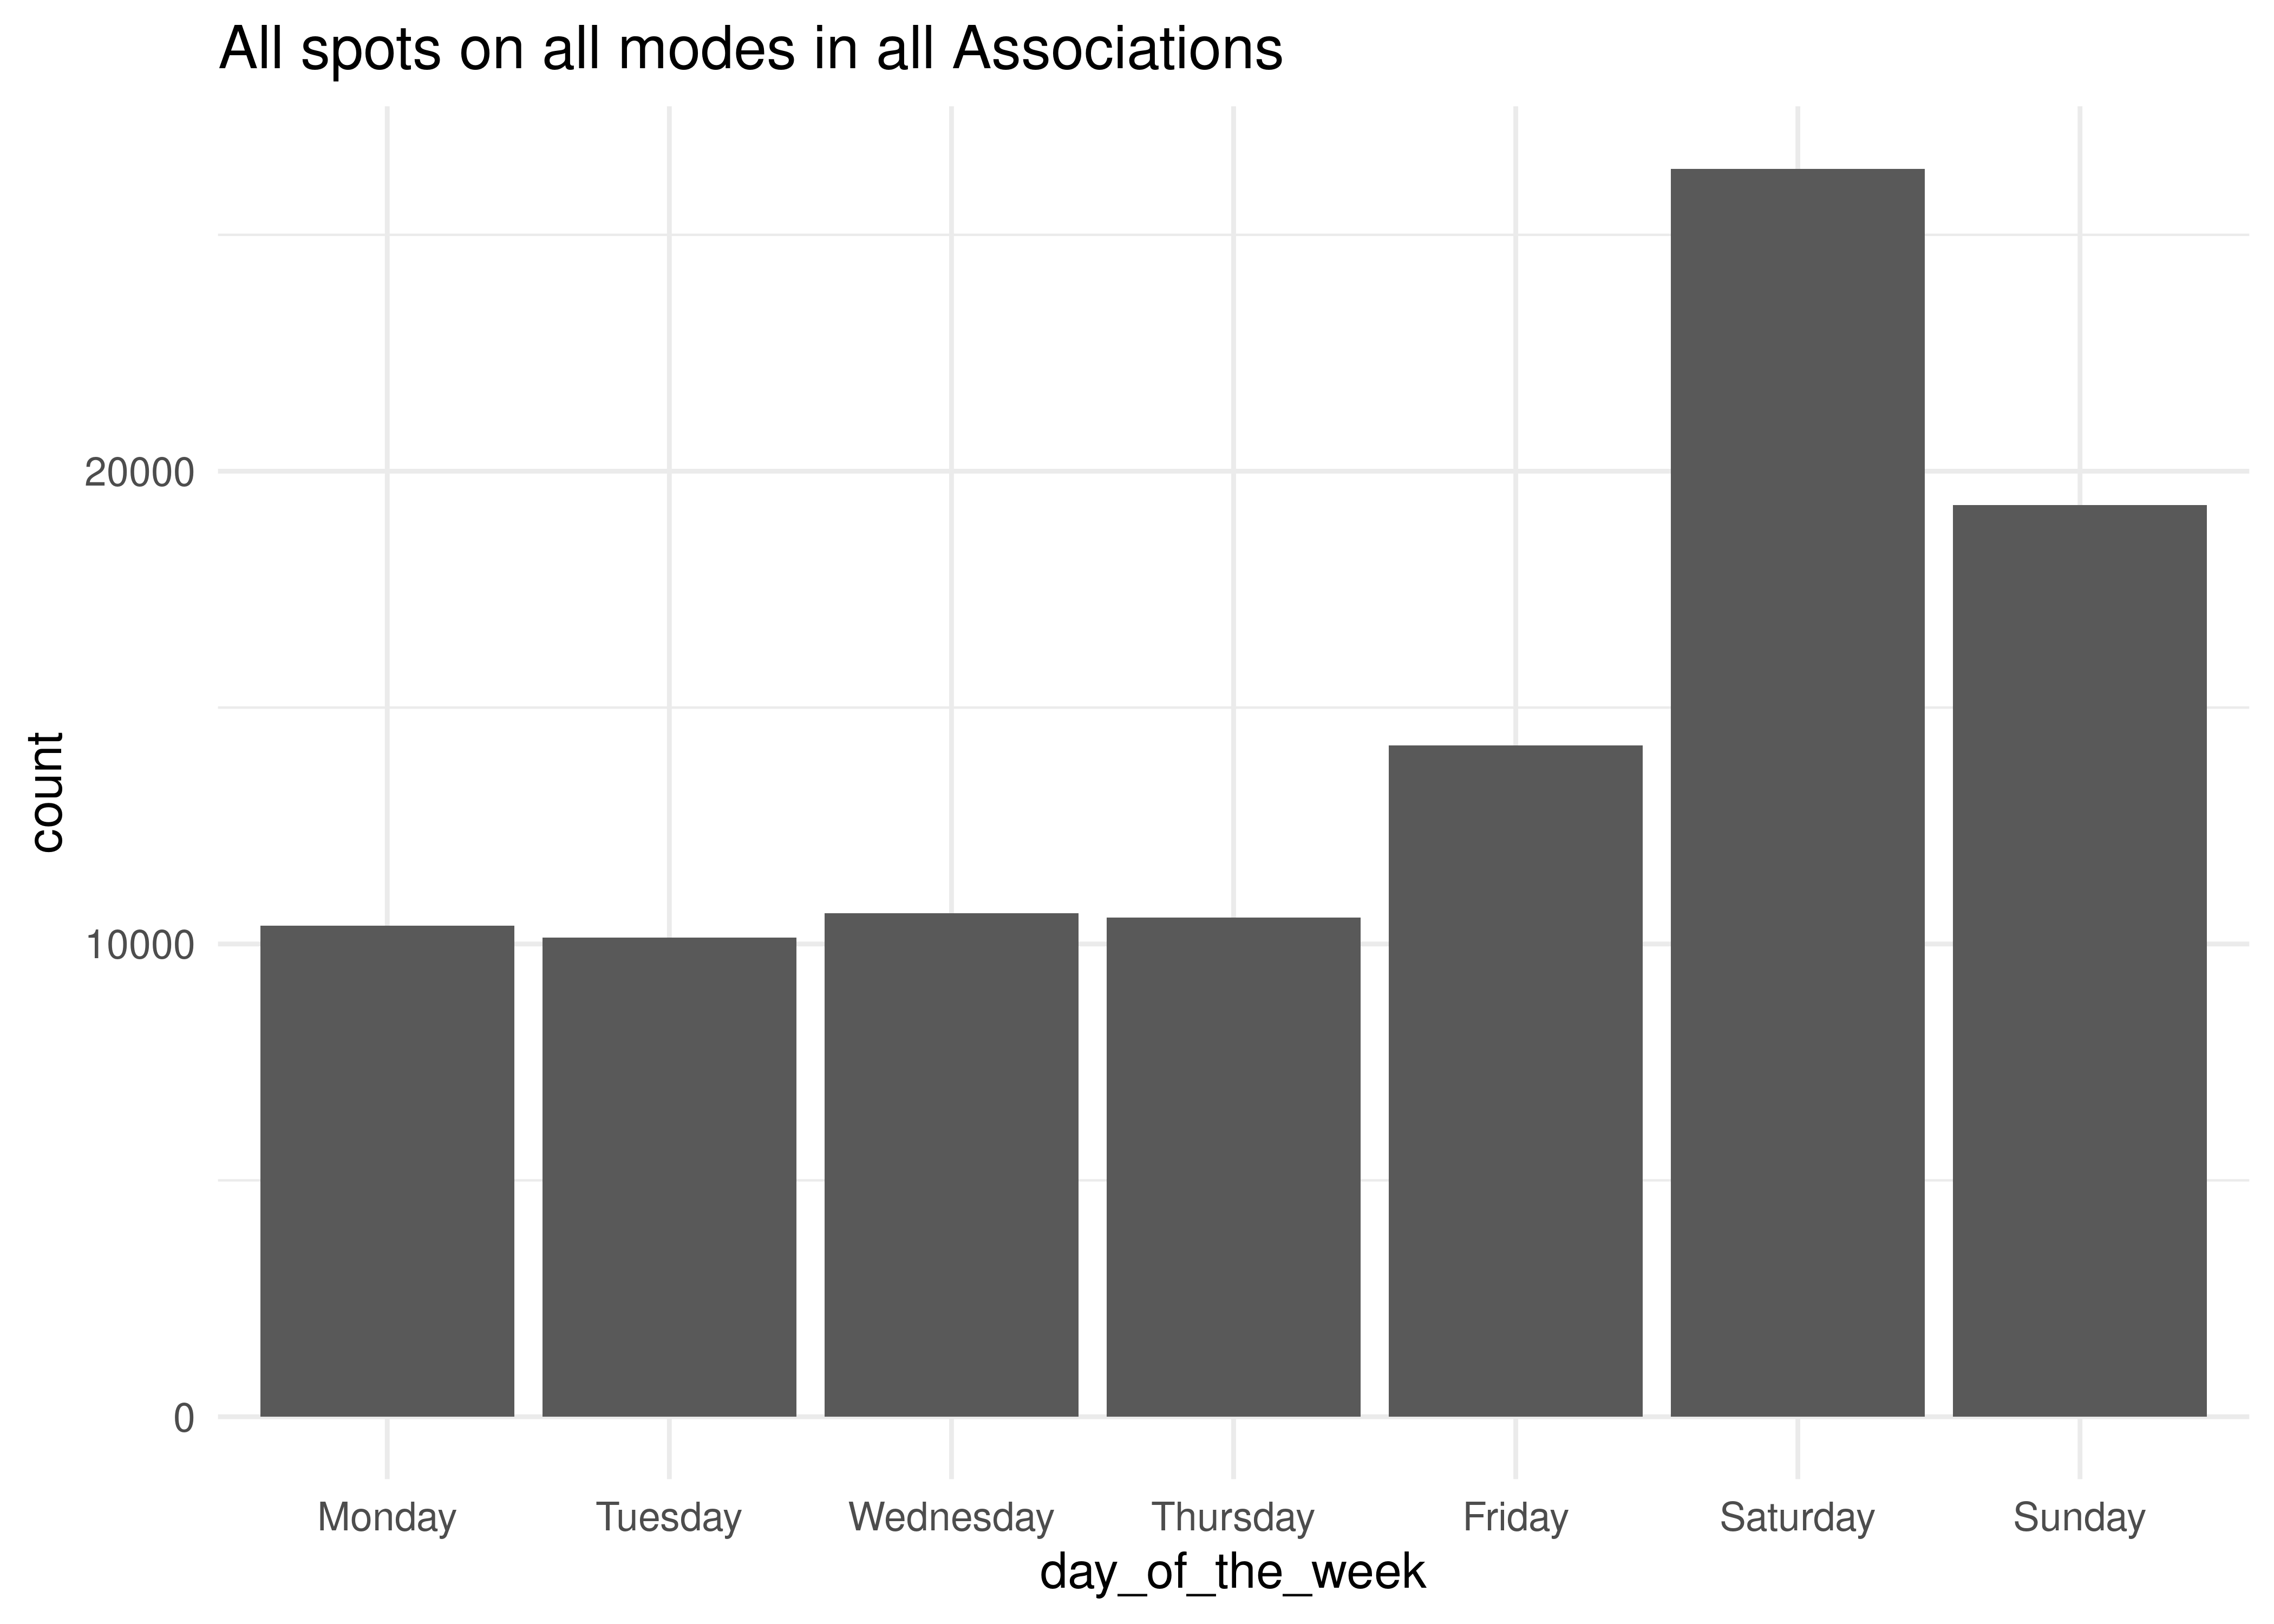 All spots on all modes in all Associations
count
20000
10000
0
Monday Tuesday Wednesday Thursday Friday Saturday Sunday
day_of_the_week